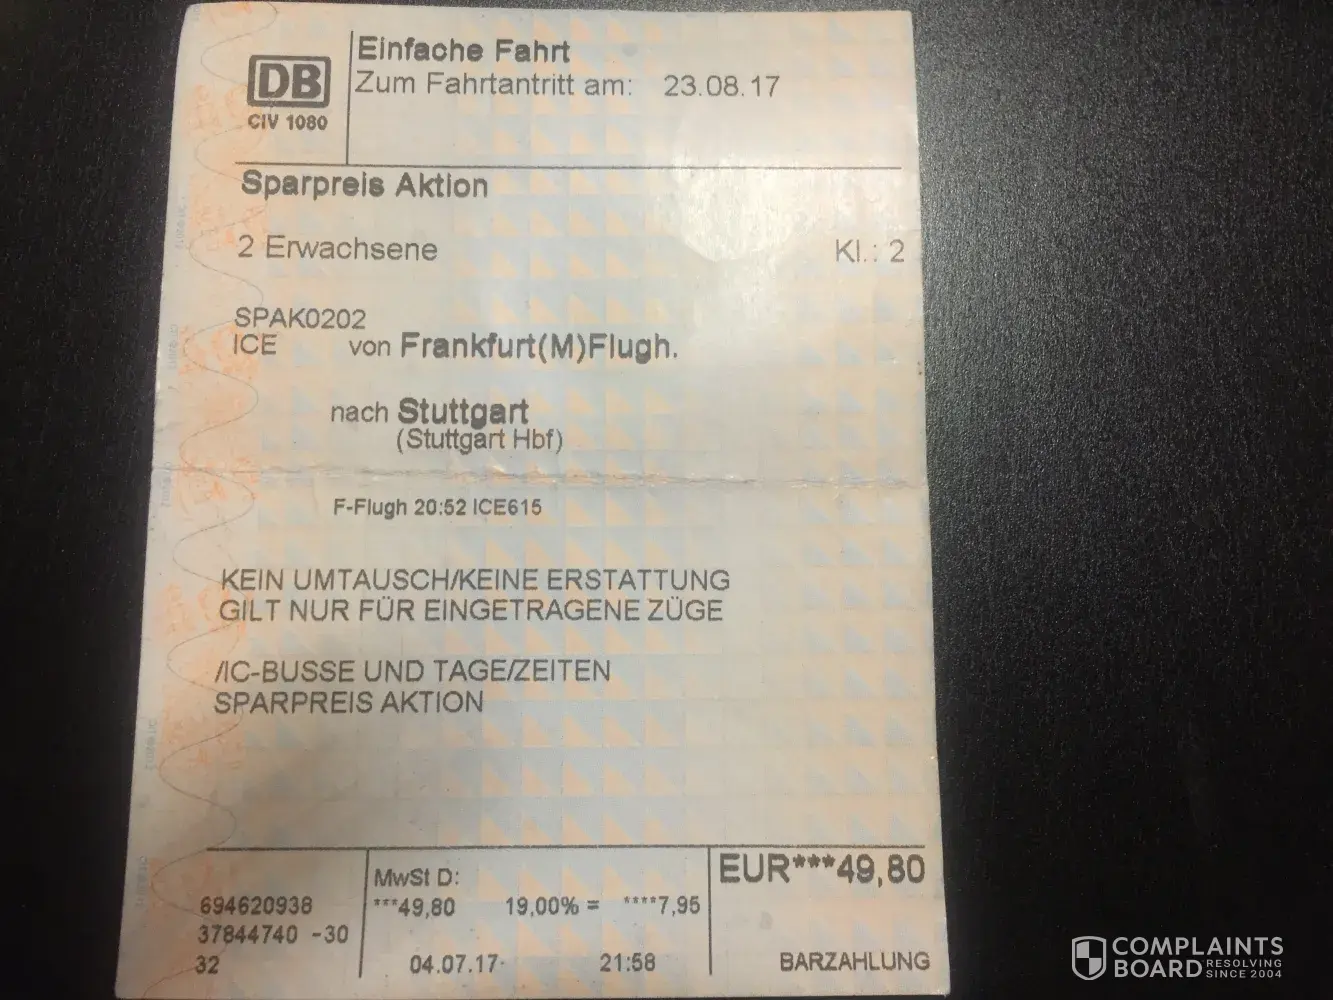 DB
CIV 1080
Einfache Fahrt
Zum Fahrtantritt am: 23.08.17
Sparpreis Aktion
2 Erwachsene Kl.: 2
SPAK0202
ICE von Frankfurt(M)Flugh.
nach Stuttgart
(Stuttgart Hbf)
F-Flugh 20:52 ICE615
KEIN UMTAUSCH/KEINE ERSTATTUNG
GILT NUR FÜR EINGETRAGENE ZÜGE
/IC-BUSSE UND TAGE/ZEITEN
SPARPREIS AKTION
EUR***49,80
MwSt D:
694620938 ***49,80 19,00% = ****7,95
37844740 -30
32 04.07.17 21:58 BARZAHLUNG
COMPLAINTS
BOARD RESOLVING
SINCE 2004